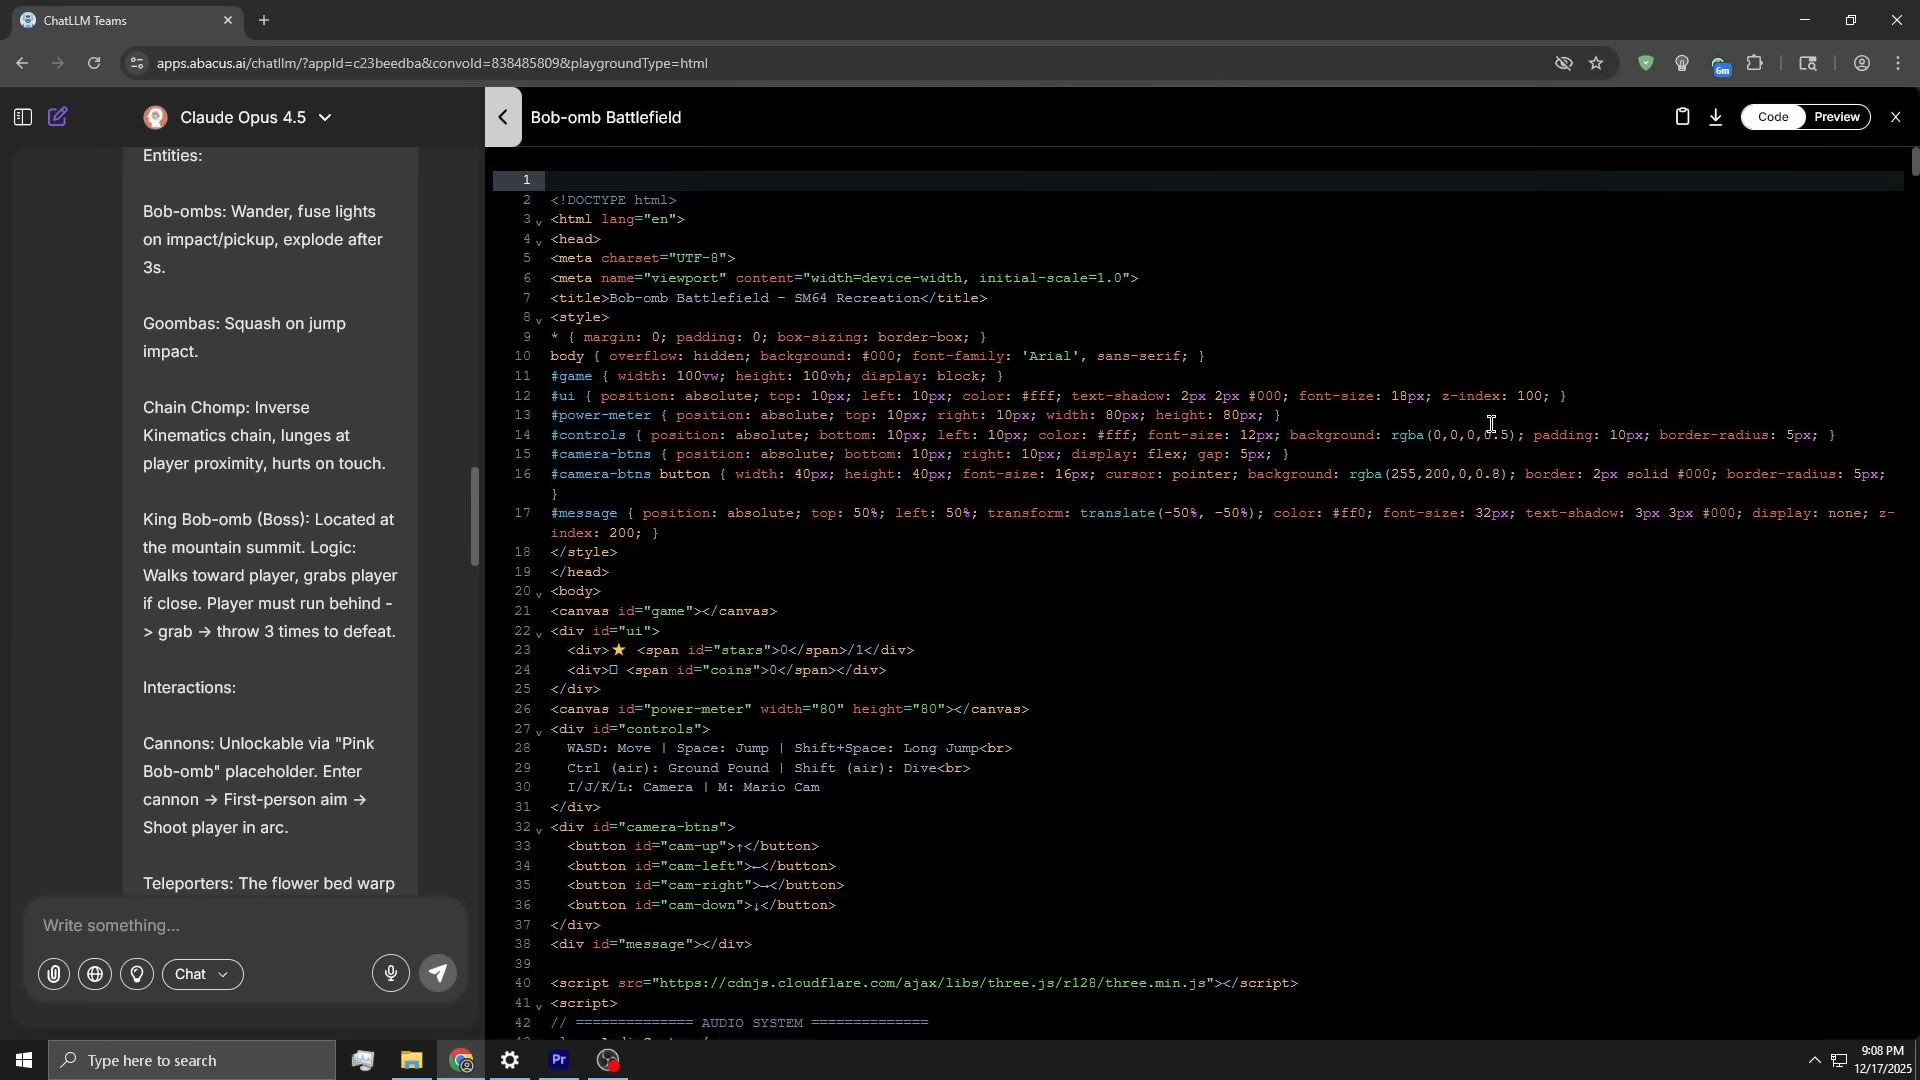 ChatLLM Teams
apps.abacus.ai/chatllm/?appId=c23beedba&convoId=838485809&playgroundType=html
6m
Claude Opus 4.5
Bob-omb Battlefield
Code
Preview
Entities:
Bob-ombs: Wander, fuse lights
on impact/pickup, explode after
3s.
Goombas: Squash on jump
impact.
Chain Chomp: Inverse
Kinematics chain, lunges at
player proximity, hurts on touch.
King Bob-omb (Boss): Located at
the mountain summit. Logic:
Walks toward player, grabs player
if close. Player must run behind -
> grab → throw 3 times to defeat.
Interactions:
Cannons: Unlockable via "Pink
Bob-omb" placeholder. Enter
cannon → First-person aim →
Shoot player in arc.
Teleporters: The flower bed warp
Write something...
Chat
1
2 <!DOCTYPE html>
3 <html lang="en">
4 <head>
5 <meta charset="UTF-8">
6 <meta name="viewport" content="width=device-width, initial-scale=1.0">
7 <title>Bob-omb Battlefield - SM64 Recreation</title>
8 <style>
9 * { margin: 0; padding: 0; box-sizing: border-box; }
10 body { overflow: hidden; background: #000; font-family: 'Arial', sans-serif; }
11 #game { width: 100vw; height: 100vh; display: block; }
12 #ui { position: absolute; top: 10px; left: 10px; color: #fff; text-shadow: 2px 2px #000; font-size: 18px; z-index: 100; }
13 #power-meter { position: absolute; top: 10px; right: 10px; width: 80px; height: 80px; }
14 #controls { position: absolute; bottom: 10px; left: 10px; color: #fff; font-size: 12px; background: rgba(0,0,0,0.5); padding: 10px; border-radius: 5px; }
15 #camera-btns { position: absolute; bottom: 10px; right: 10px; display: flex; gap: 5px; }
16 #camera-btns button { width: 40px; height: 40px; font-size: 16px; cursor: pointer; background: rgba(255,200,0,0.8); border: 2px solid #000; border-radius: 5px;
}
17 #message { position: absolute; top: 50%; left: 50%; transform: translate(-50%, -50%); color: #ff0; font-size: 32px; text-shadow: 3px 3px #000; display: none; z-
index: 200; }
18 </style>
19 </head>
20 <body>
21 <canvas id="game"></canvas>
22 <div id="ui">
23 <div>⭐ <span id="stars">0</span>/1</div>
24 <div>□ <span id="coins">0</span></div>
25 </div>
26 <canvas id="power-meter" width="80" height="80"></canvas>
27 <div id="controls">
28 WASD: Move | Space: Jump | Shift+Space: Long Jump<br>
29 Ctrl (air): Ground Pound | Shift (air): Dive<br>
30 I/J/K/L: Camera | M: Mario Cam
31 </div>
32 <div id="camera-btns">
33 <button id="cam-up">↑</button>
34 <button id="cam-left">←</button>
35 <button id="cam-right">→</button>
36 <button id="cam-down">↓</button>
37 </div>
38 <div id="message"></div>
39
40 <script src="https://cdnjs.cloudflare.com/ajax/libs/three.js/r128/three.min.js"></script>
41 <script>
42 // ============== AUDIO SYSTEM ==============
Type here to search
Pr
9:08 PM
12/17/2025